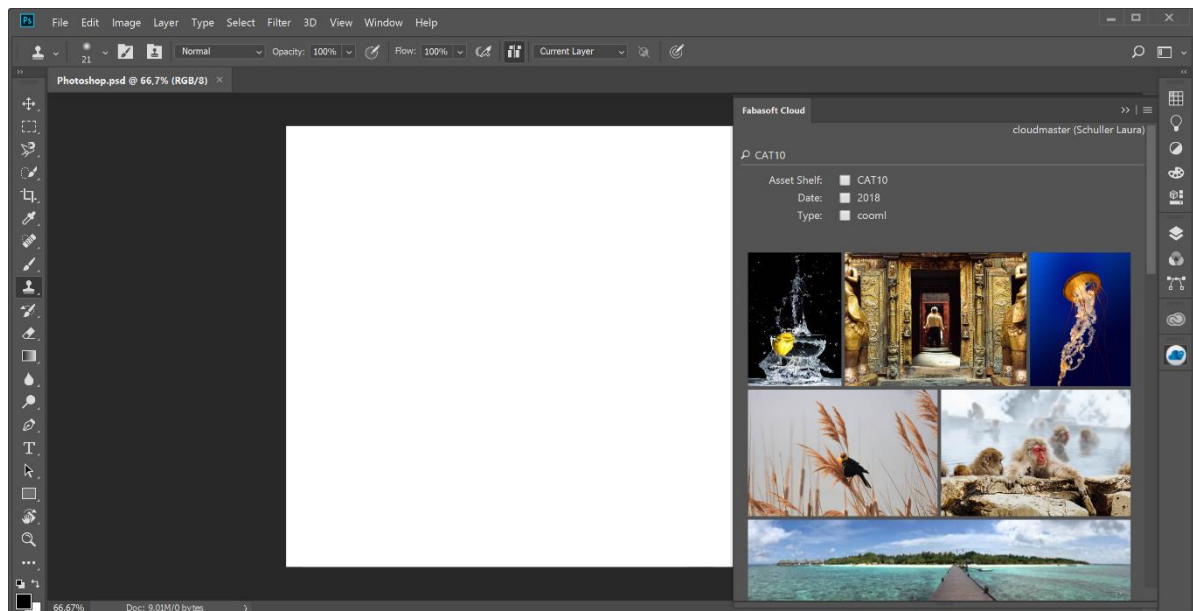 Ps File Edit Image Layer Type Select Filter 3D View Window Help
21 Normal Opacity: 100% Flow: 100% Current Layer
Photoshop.psd @ 66,7% (RGB/8) ×
Fabasoft Cloud
cloudmaster (Schuller Laura)
CAT10
Asset Shelf: CAT10
Date: 2018
Type: cooml
66,67% Doc: 9,01M/0 bytes